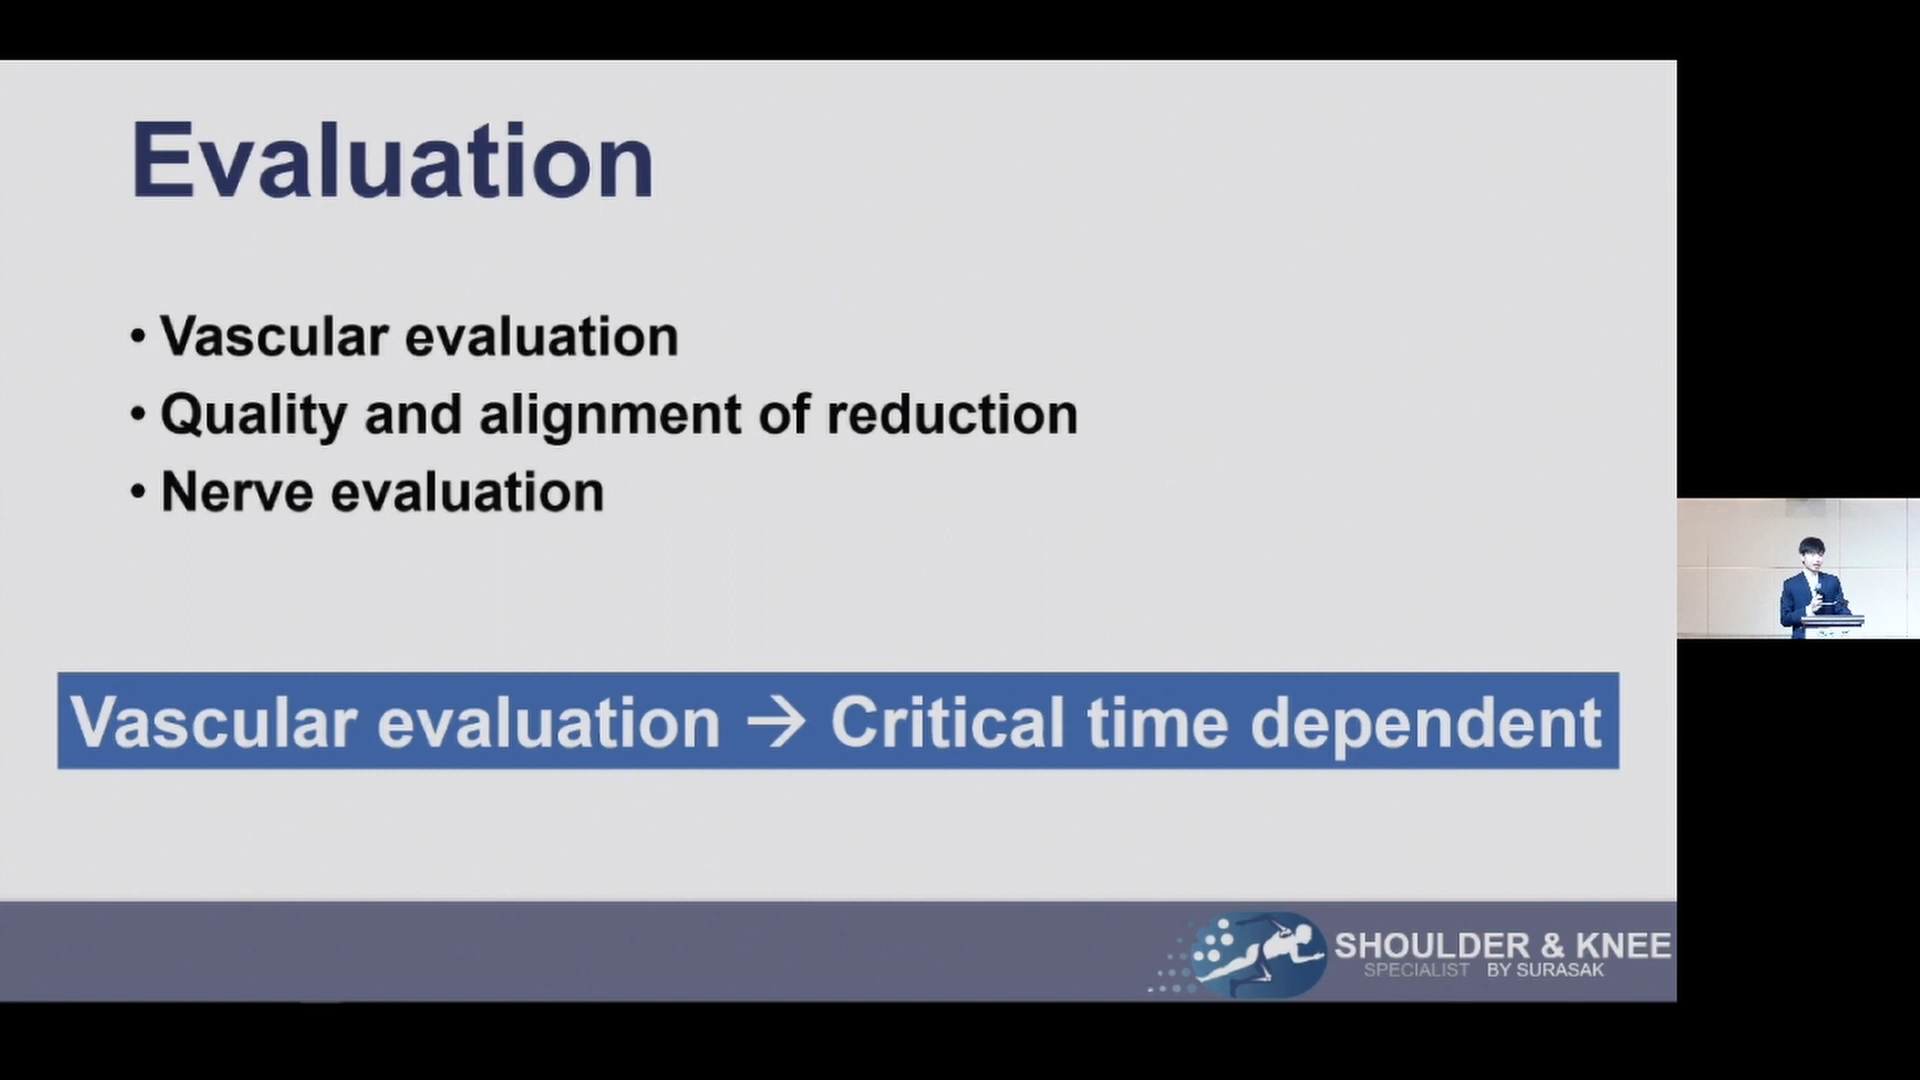 Evaluation
• Vascular evaluation
• Quality and alignment of reduction
• Nerve evaluation
Vascular evaluation → Critical time dependent
SHOULDER & KNEE
SPECIALIST BY SURASAK